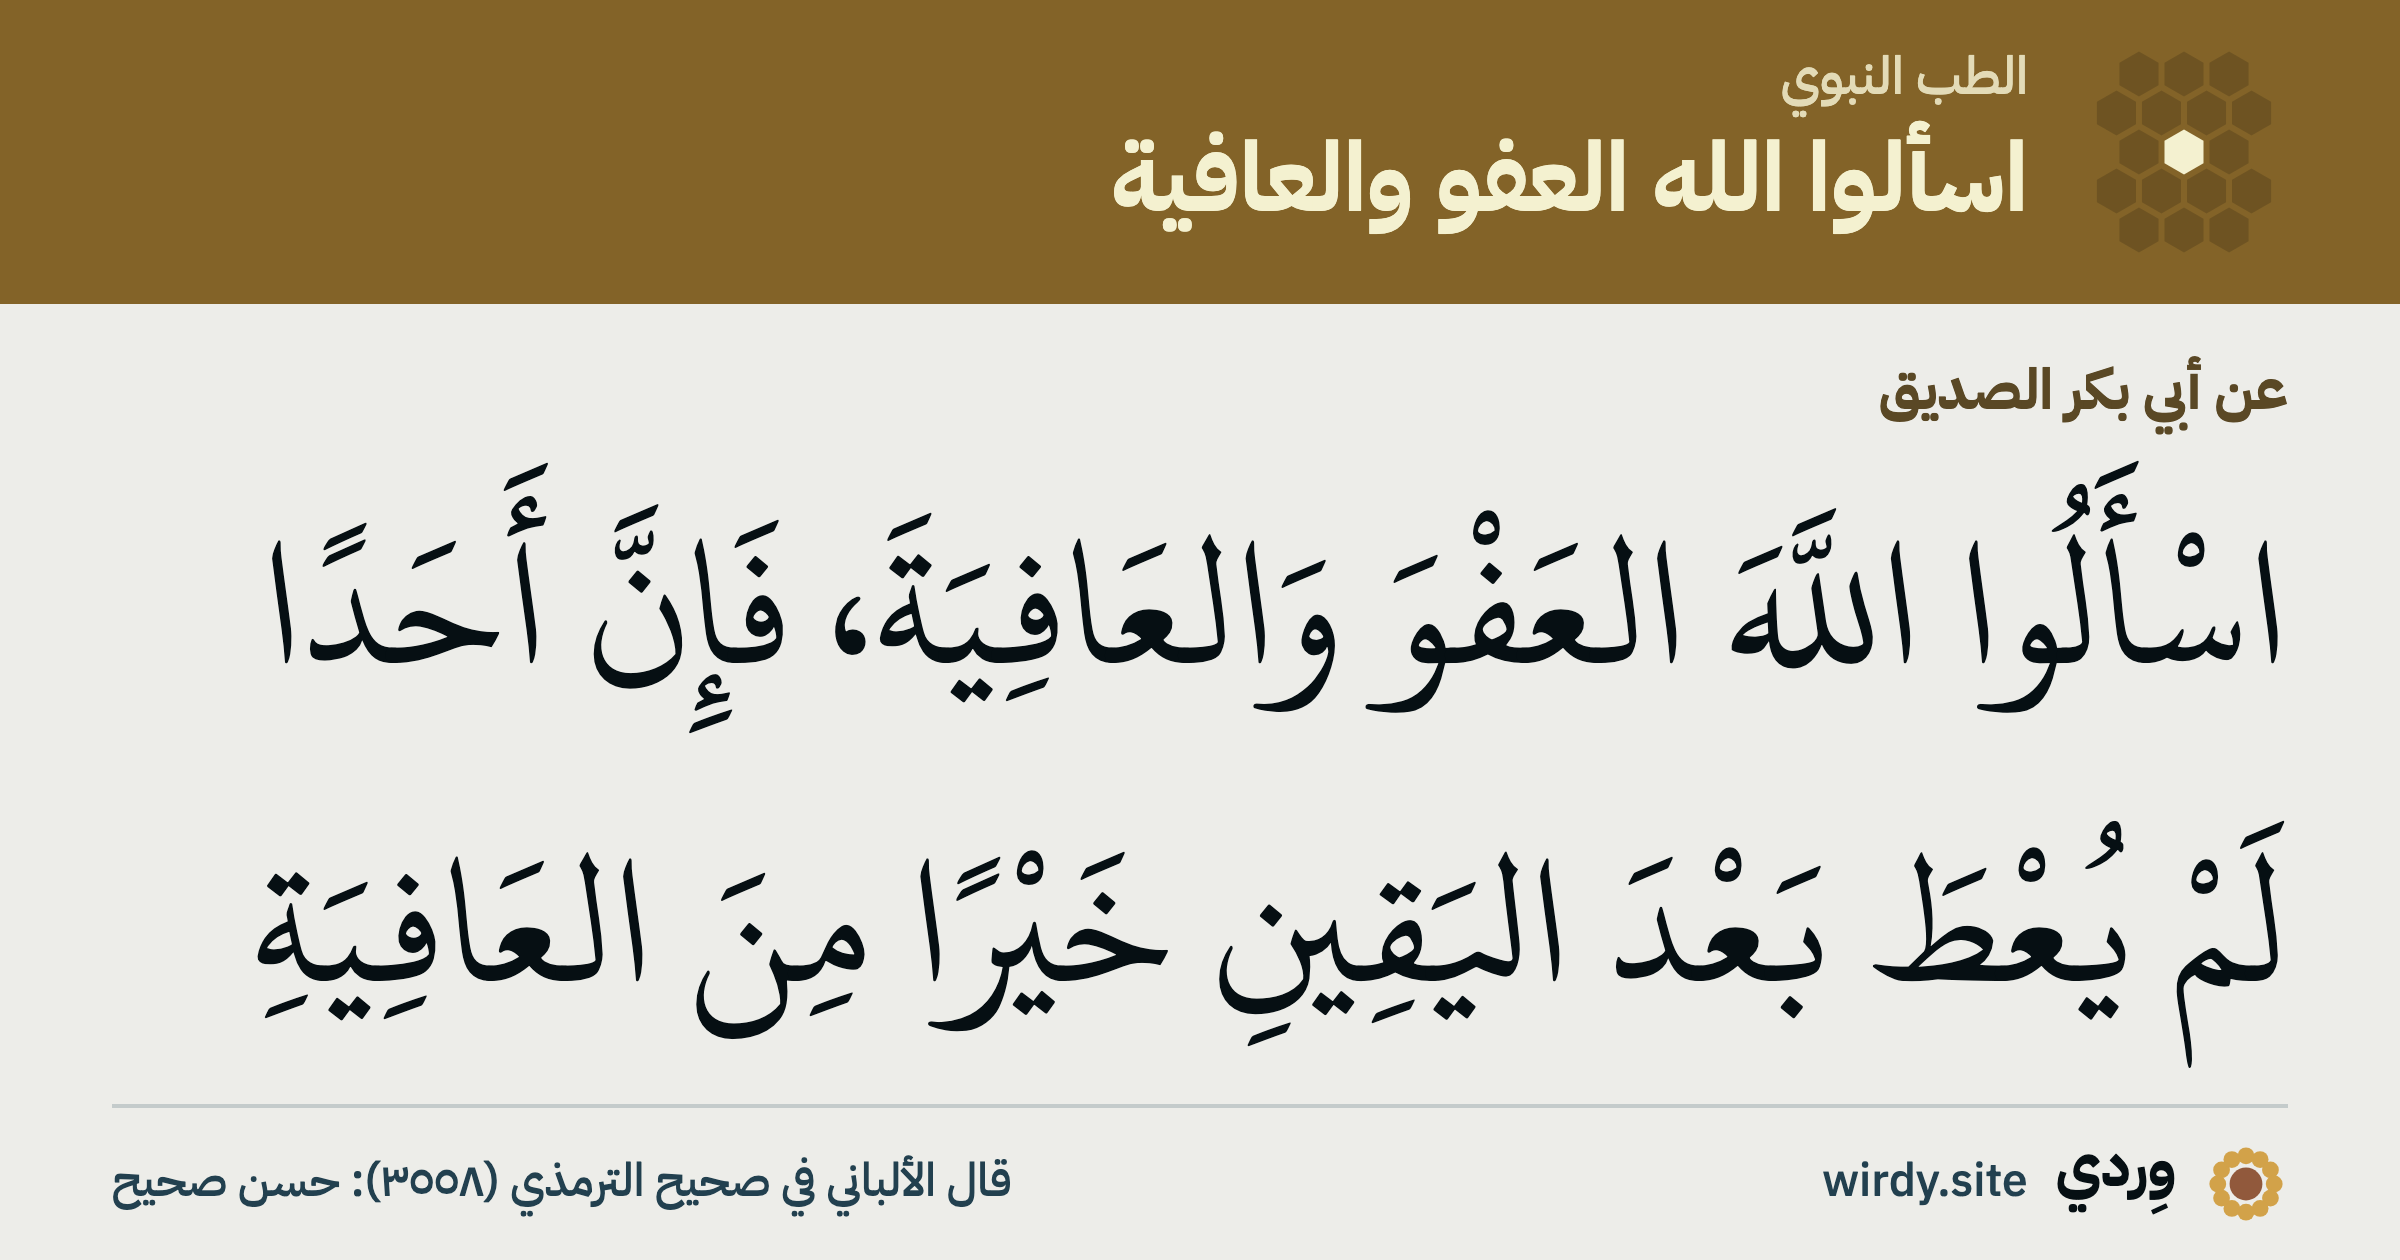 الطب النبوي
اسألوا الله العفو والعافية
عن أبي بكر الصديق
اسْأَلُوا اللَّهَ العَفْوَ وَالعَافِيَةَ، فَإِنَّ أَحَدًا
لَمْ يُعْطَ بَعْدَ اليَقِينِ خَيْرًا مِنَ العَافِيَةِ
وِردي wirdy.site
قال الألباني في صحيح الترمذي (٣٥٥٨): حسن صحيح